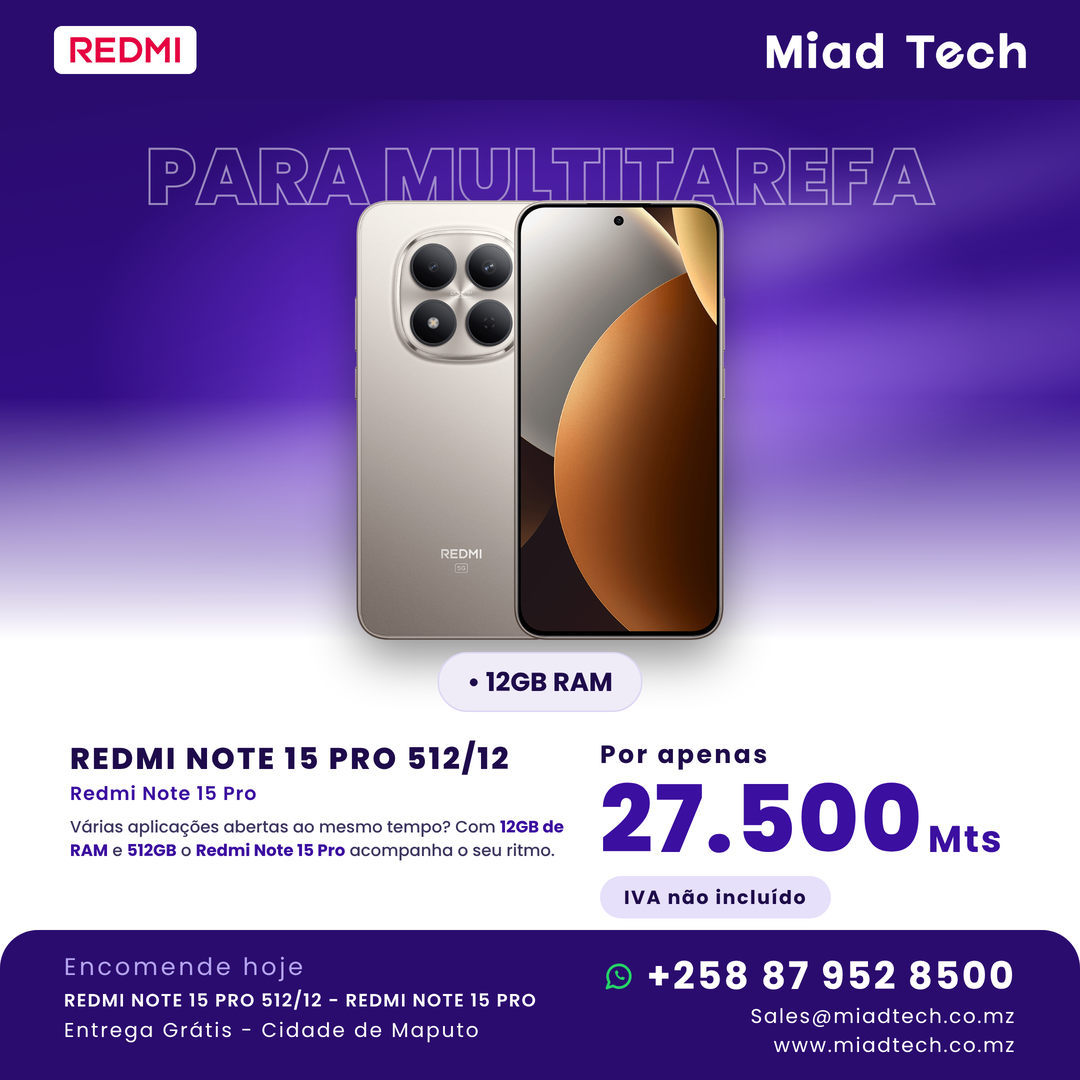 REDMI
Miad Tech
PARA MULTITAREFA
REDMI
5G
• 12GB RAM
REDMI NOTE 15 PRO 512/12
Redmi Note 15 Pro
Várias aplicações abertas ao mesmo tempo? Com 12GB de
RAM e 512GB o Redmi Note 15 Pro acompanha o seu ritmo.
Por apenas
27.500 Mts
IVA não incluído
Encomende hoje
REDMI NOTE 15 PRO 512/12 - REDMI NOTE 15 PRO
Entrega Grátis - Cidade de Maputo
+258 87 952 8500
Sales@miadtech.co.mz
www.miadtech.co.mz